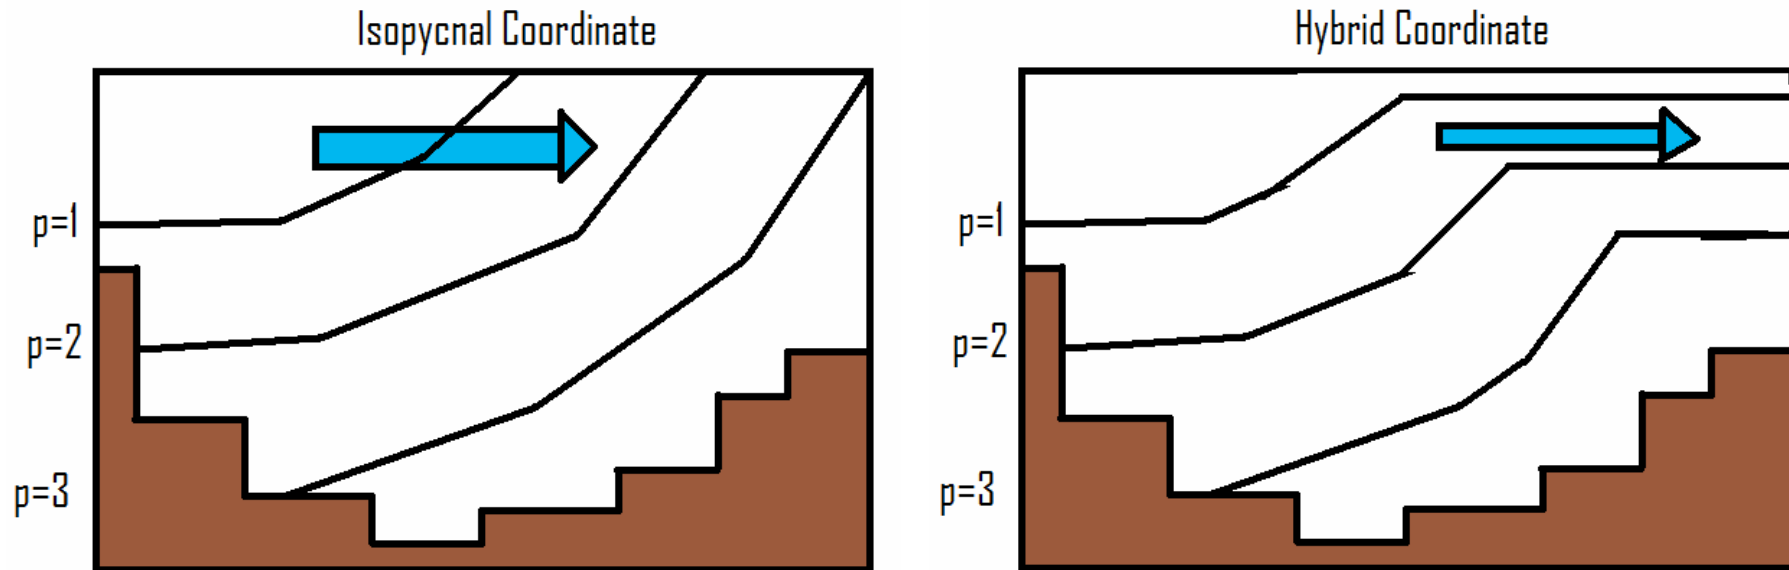 Isopycnal Coordinate
p=1
p=2
p=3
Hybrid Coordinate
p=1
p=2
p=3